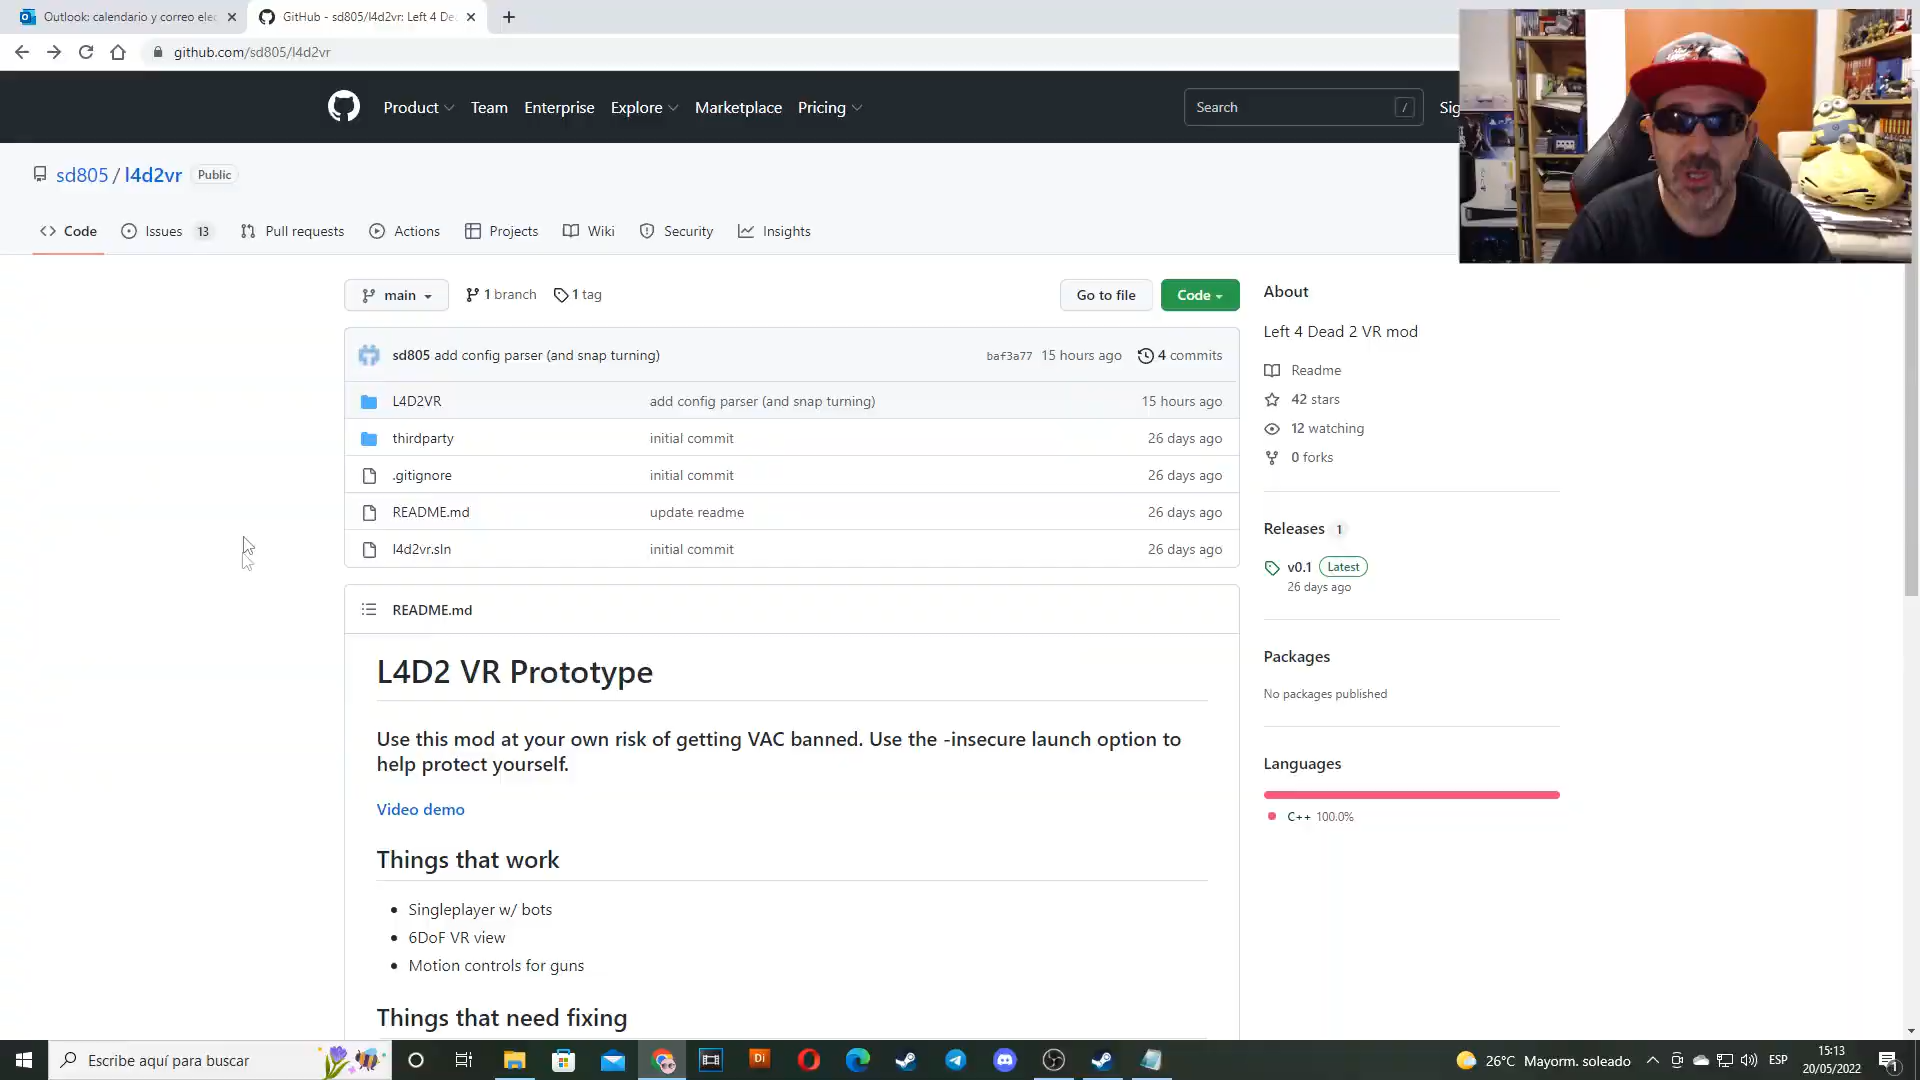 Outlook: calendario y correo ele
GitHub - sd805/l4d2vr: Left 4 De
github.com/sd805/l4d2vr
Product
Team
Enterprise
Explore
Marketplace
Pricing
Search
/
Sig
sd805 / l4d2vr
Public
Code
Issues 13
Pull requests
Actions
Projects
Wiki
Security
Insights
main
1 branch
1 tag
Go to file
Code
sd805 add config parser (and snap turning)
baf3a77 15 hours ago
4 commits
L4D2VR
add config parser (and snap turning)
15 hours ago
thirdparty
initial commit
26 days ago
.gitignore
initial commit
26 days ago
README.md
update readme
26 days ago
l4d2vr.sln
initial commit
26 days ago
README.md
L4D2 VR Prototype
Use this mod at your own risk of getting VAC banned. Use the -insecure launch option to
help protect yourself.
Video demo
Things that work
Singleplayer w/ bots
6DoF VR view
Motion controls for guns
Things that need fixing
About
Left 4 Dead 2 VR mod
Readme
42 stars
12 watching
0 forks
Releases 1
v0.1 Latest
26 days ago
Packages
No packages published
Languages
C++ 100.0%
Escribe aquí para buscar
Di
26°C Mayorm. soleado
ESP
15:13
20/05/2022
1